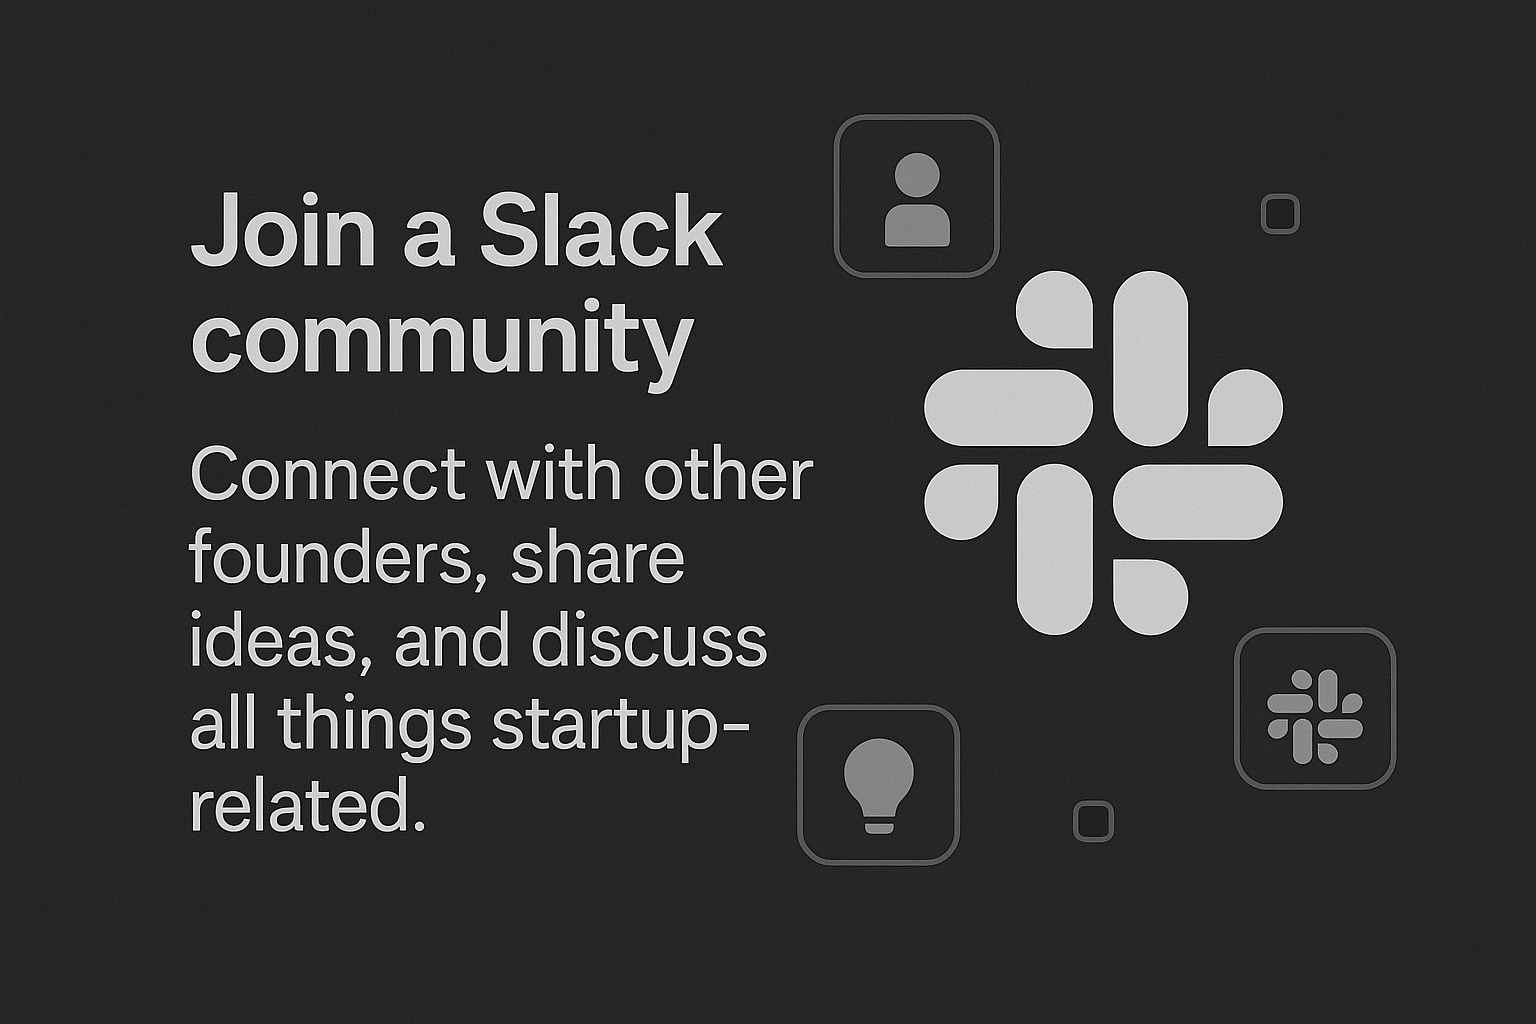 Join a Slack
community
Connect with other
founders, share
ideas, and discuss
all things startup-
related.